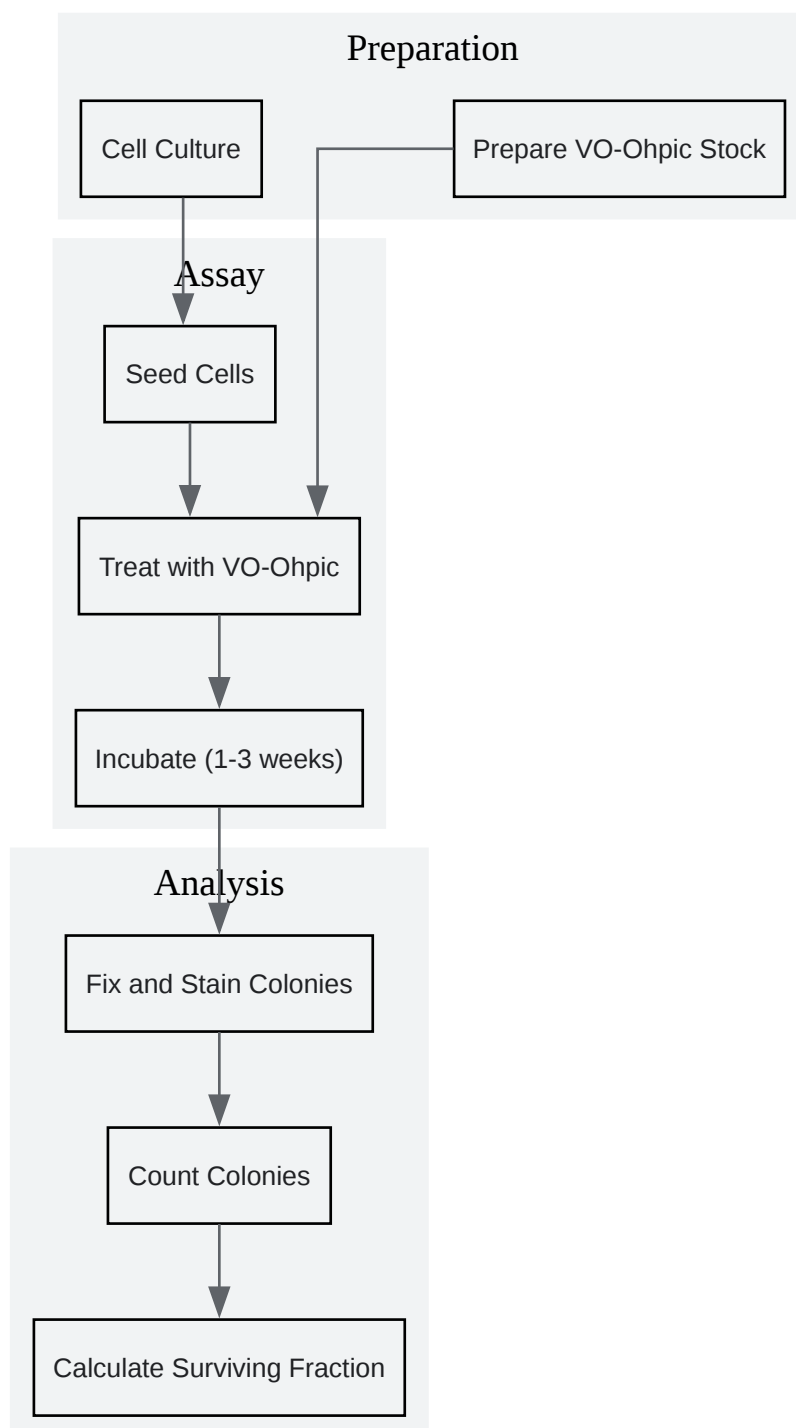 Preparation
Cell Culture
Prepare VO-Ohpic Stock
Assay
Seed Cells
Treat with VO-Ohpic
Incubate (1-3 weeks)
Analysis
Fix and Stain Colonies
Count Colonies
Calculate Surviving Fraction